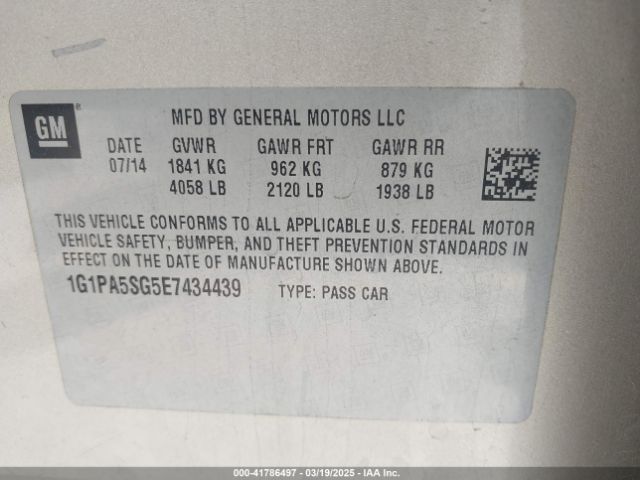 GM
MFD BY GENERAL MOTORS LLC
DATE GVWR GAWR FRT GAWR RR
07/14 1841 KG 962 KG 879 KG
4058 LB 2120 LB 1938 LB
THIS VEHICLE CONFORMS TO ALL APPLICABLE U.S. FEDERAL MOTOR
VEHICLE SAFETY, BUMPER, AND THEFT PREVENTION STANDARDS IN
EFFECT ON THE DATE OF MANUFACTURE SHOWN ABOVE.
1G1PA5SG5E7434439 TYPE: PASS CAR
000-41786497 - 03/19/2025 - IAA Inc.